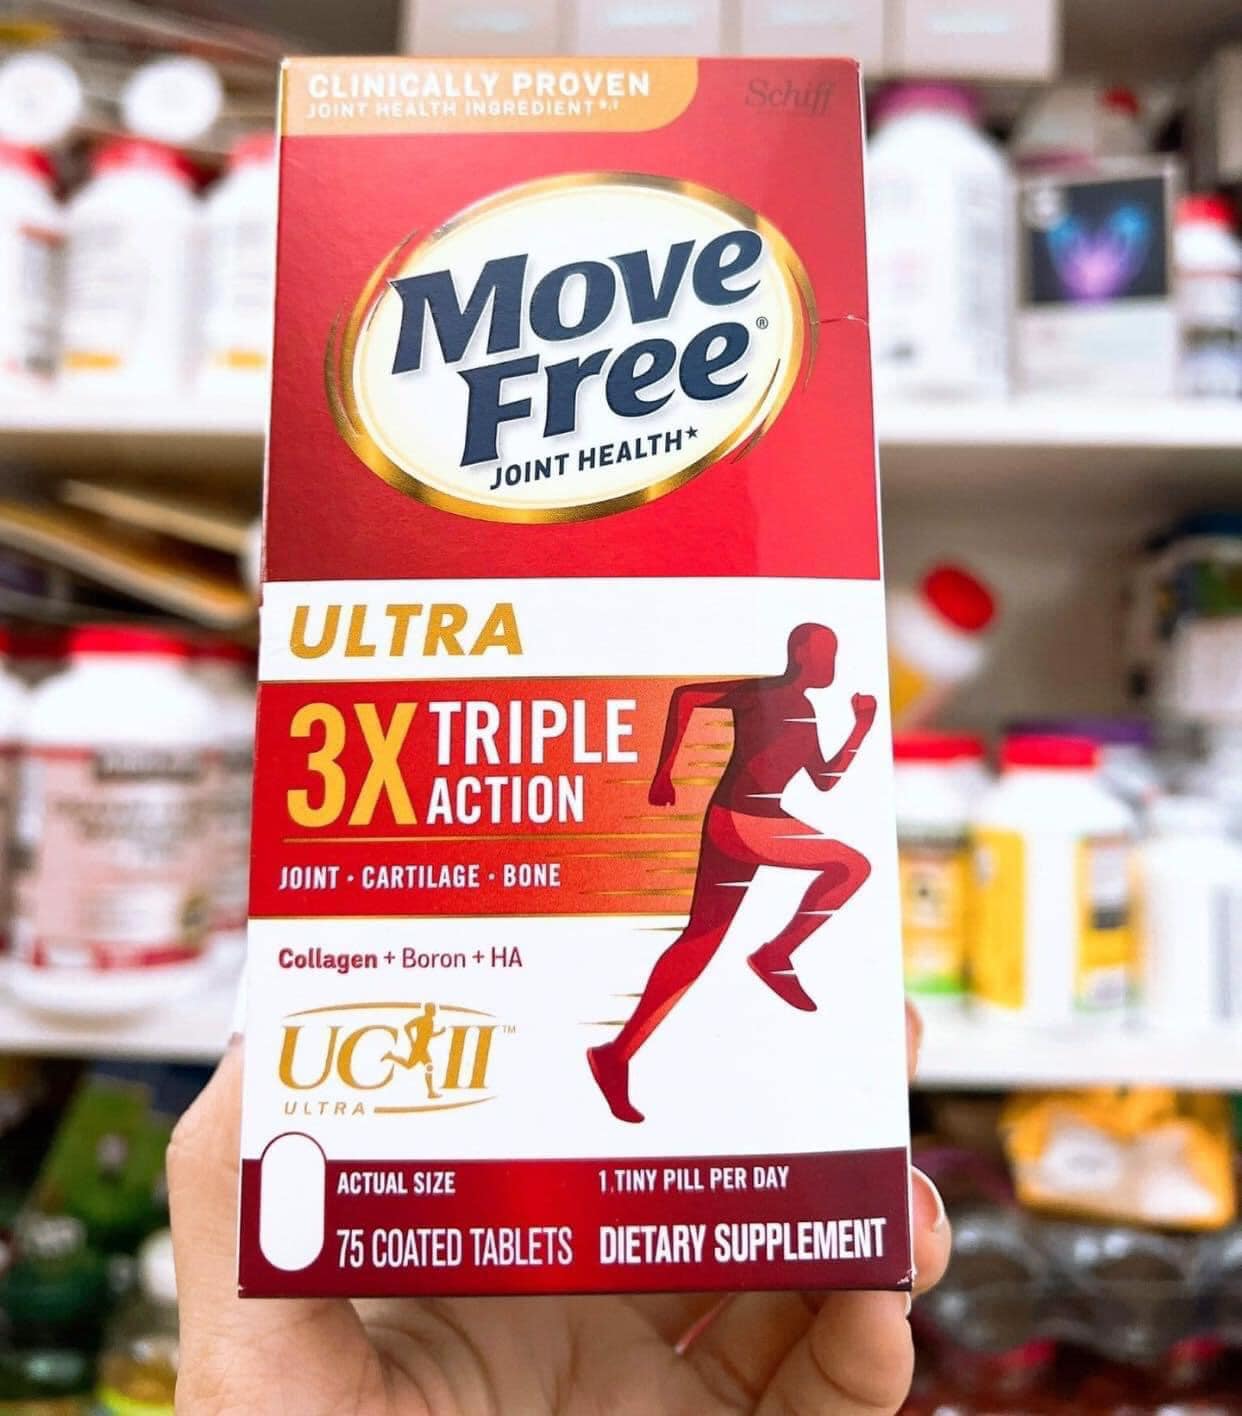 CLINICALLY PROVEN
JOINT HEALTH INGREDIENT*,†
Schiff
Move
Free®
JOINT HEALTH*
ULTRA
3X TRIPLE
ACTION
JOINT · CARTILAGE · BONE
Collagen + Boron + HA
UC II™
ULTRA
ACTUAL SIZE
1 TINY PILL PER DAY
75 COATED TABLETS
DIETARY SUPPLEMENT